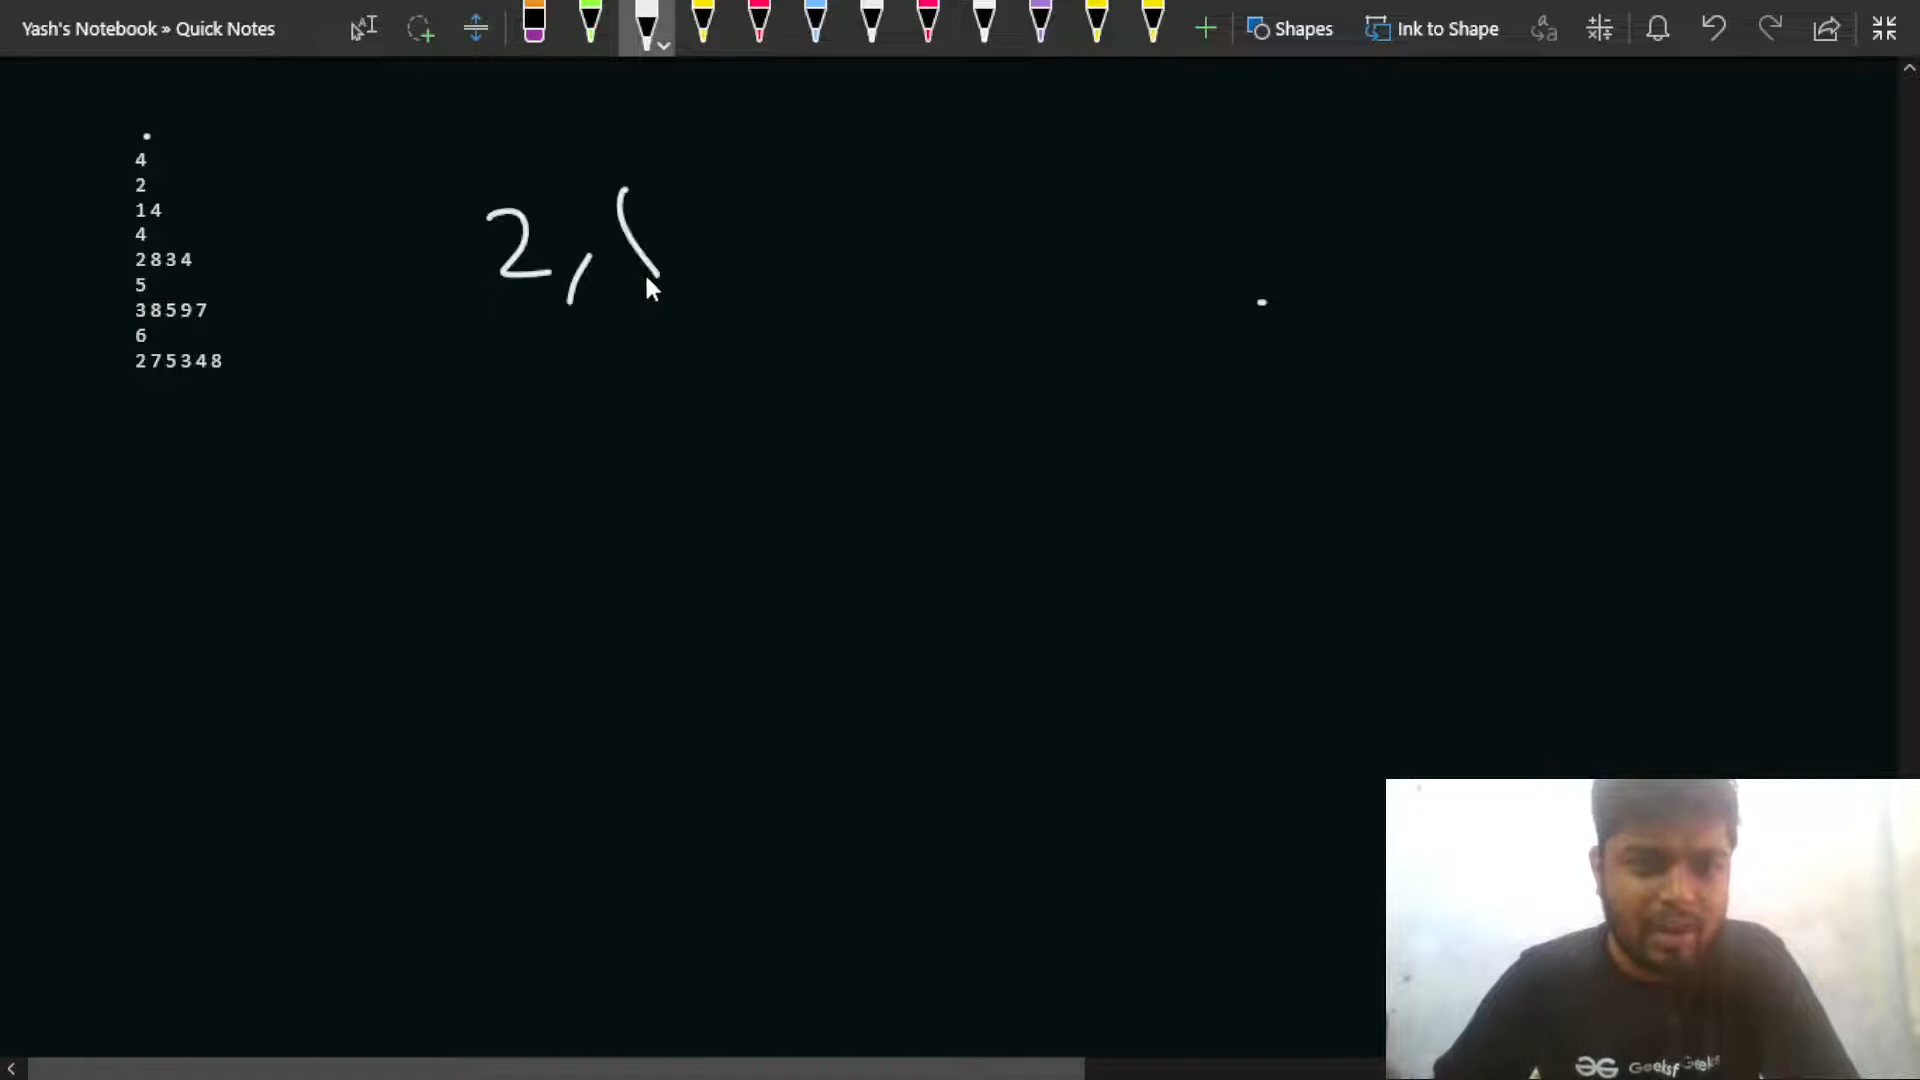 Yash's Notebook » Quick Notes
Shapes
Ink to Shape
4
2
1 4
4
2 8 3 4
5
3 8 5 9 7
6
2 7 5 3 4 8
2,
GeeksforGeeks